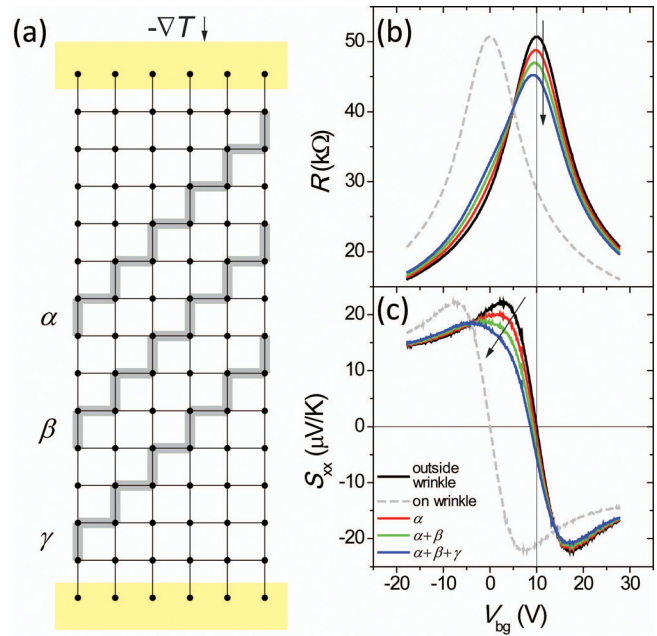 (a)
-∇T
α
β
γ
(b)
50
40
30
20
R (kΩ)
(c)
20
10
0
-10
-20
S_xx (μV/K)
outside wrinkle
on wrinkle
α
α+β
α+β+γ
-20 -10 0 10 20 30
V_bg (V)